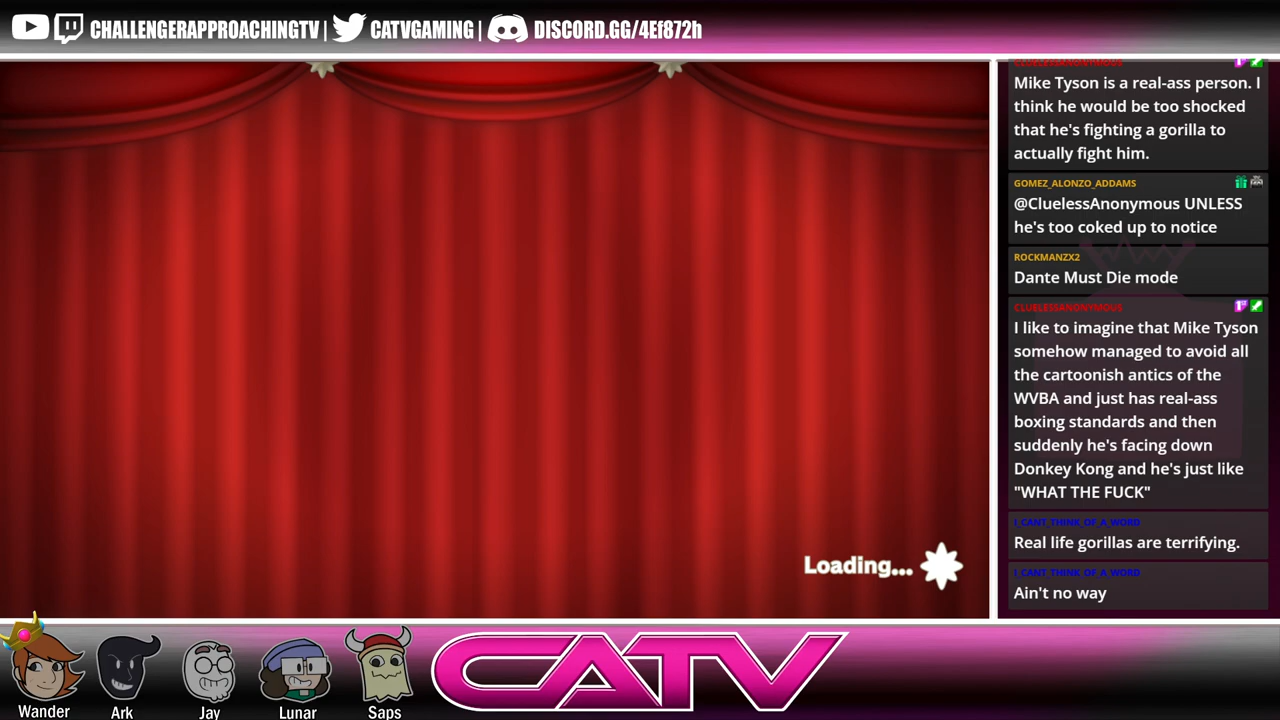 CHALLENGERAPPROACHINGTV | CATVGAMING | DISCORD.GG/4Ef872h
CLUELESSANONYMOUS
Mike Tyson is a real-ass person. I
think he would be too shocked
that he's fighting a gorilla to
actually fight him.
GOMEZ_ALONZO_ADDAMS
@CluelessAnonymous UNLESS
he's too coked up to notice
ROCKMANZX2
Dante Must Die mode
CLUELESSANONYMOUS
I like to imagine that Mike Tyson
somehow managed to avoid all
the cartoonish antics of the
WVBA and just has real-ass
boxing standards and then
suddenly he's facing down
Donkey Kong and he's just like
"WHAT THE FUCK"
I_CANT_THINK_OF_A_WORD
Real life gorillas are terrifying.
I_CANT_THINK_OF_A_WORD
Ain't no way
Loading...
Wander
Ark
Jay
Lunar
Saps
CATV